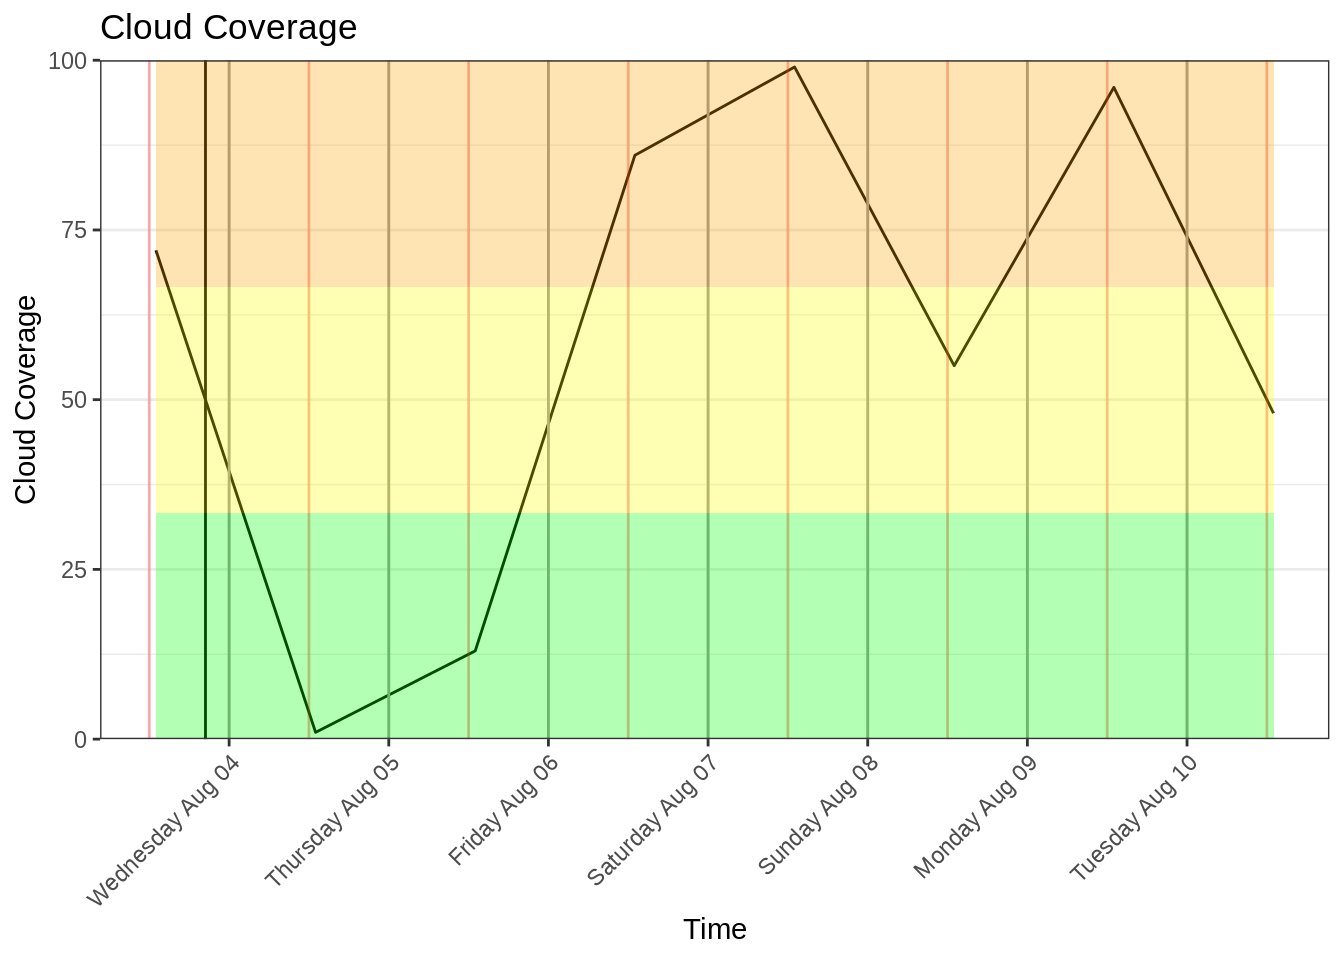 Cloud Coverage
100
75
50
25
0
Cloud Coverage
Wednesday Aug 04
Thursday Aug 05
Friday Aug 06
Saturday Aug 07
Sunday Aug 08
Monday Aug 09
Tuesday Aug 10
Time